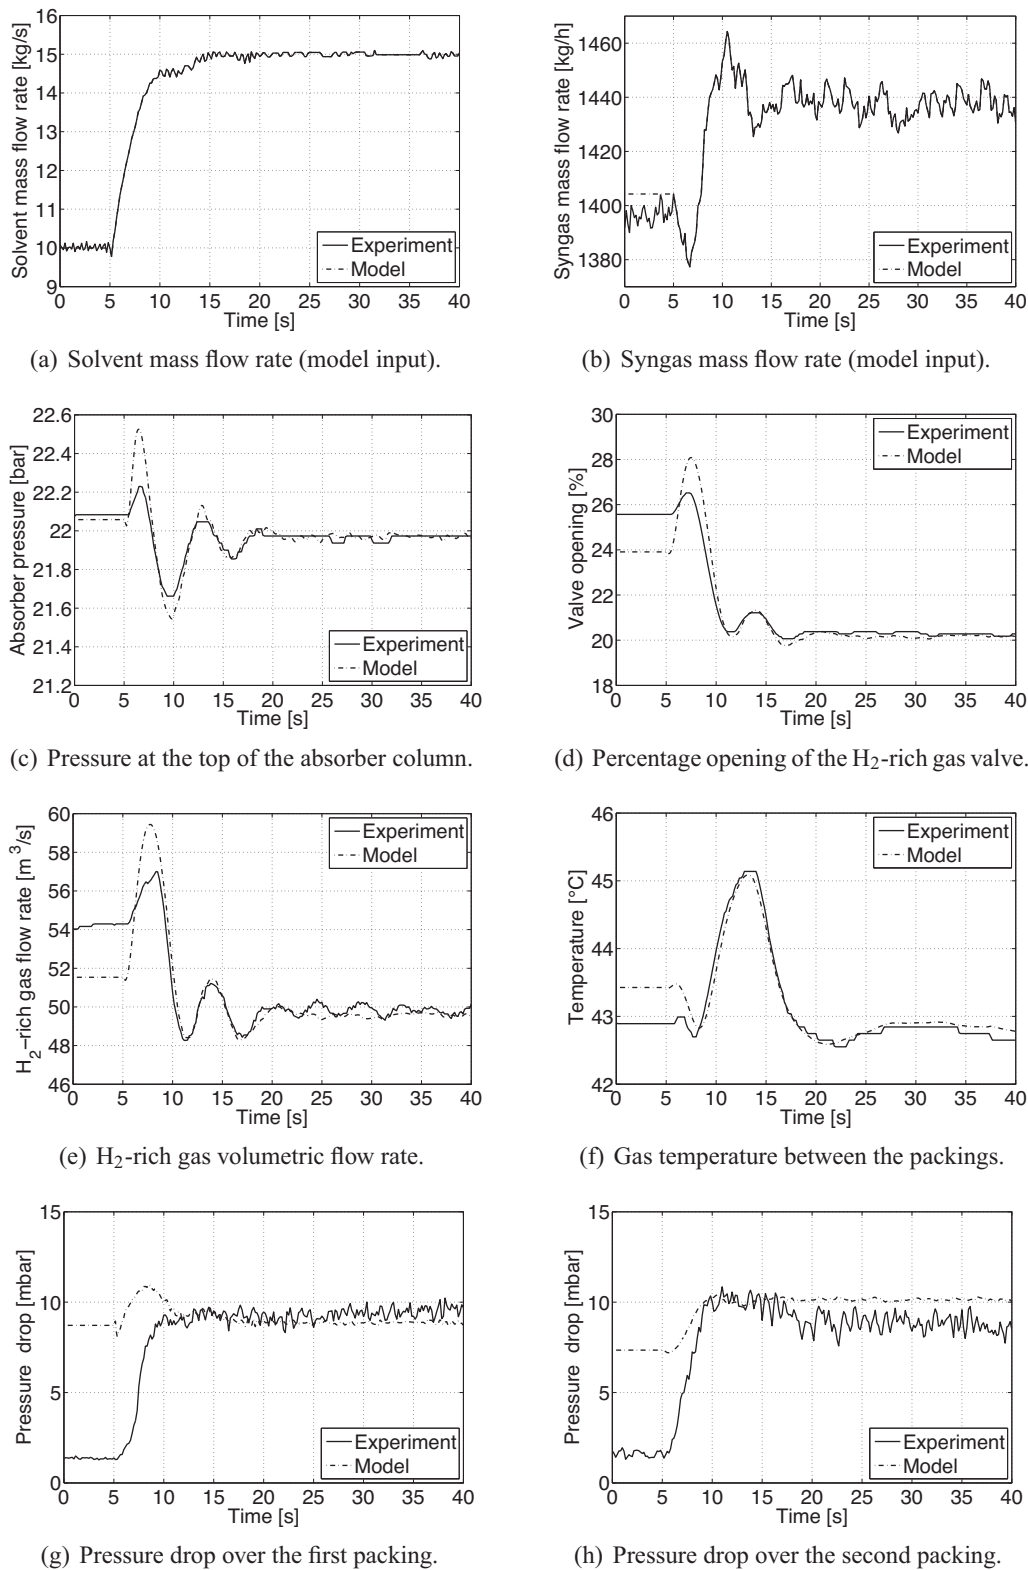 Solvent mass flow rate [kg/s]
16
15
14
13
12
11
10
9
0 5 10 15 20 25 30 35 40
Time [s]
Experiment
Model
(a) Solvent mass flow rate (model input).
Syngas mass flow rate [kg/h]
1460
1440
1420
1400
1380
0 5 10 15 20 25 30 35 40
Time [s]
Experiment
Model
(b) Syngas mass flow rate (model input).
Absorber pressure [bar]
22.6
22.4
22.2
22
21.8
21.6
21.4
21.2
0 5 10 15 20 25 30 35 40
Time [s]
Experiment
Model
(c) Pressure at the top of the absorber column.
Valve opening [%]
30
28
26
24
22
20
18
0 5 10 15 20 25 30 35 40
Time [s]
Experiment
Model
(d) Percentage opening of the H₂-rich gas valve.
H₂−rich gas flow rate [m³/s]
60
58
56
54
52
50
48
46
0 5 10 15 20 25 30 35 40
Time [s]
Experiment
Model
(e) H₂-rich gas volumetric flow rate.
Temperature [°C]
46
45
44
43
42
0 5 10 15 20 25 30 35 40
Time [s]
Experiment
Model
(f) Gas temperature between the packings.
Pressure drop [mbar]
15
10
5
0
0 5 10 15 20 25 30 35 40
Time [s]
Experiment
Model
(g) Pressure drop over the first packing.
Pressure drop [mbar]
15
10
5
0
0 5 10 15 20 25 30 35 40
Time [s]
Experiment
Model
(h) Pressure drop over the second packing.